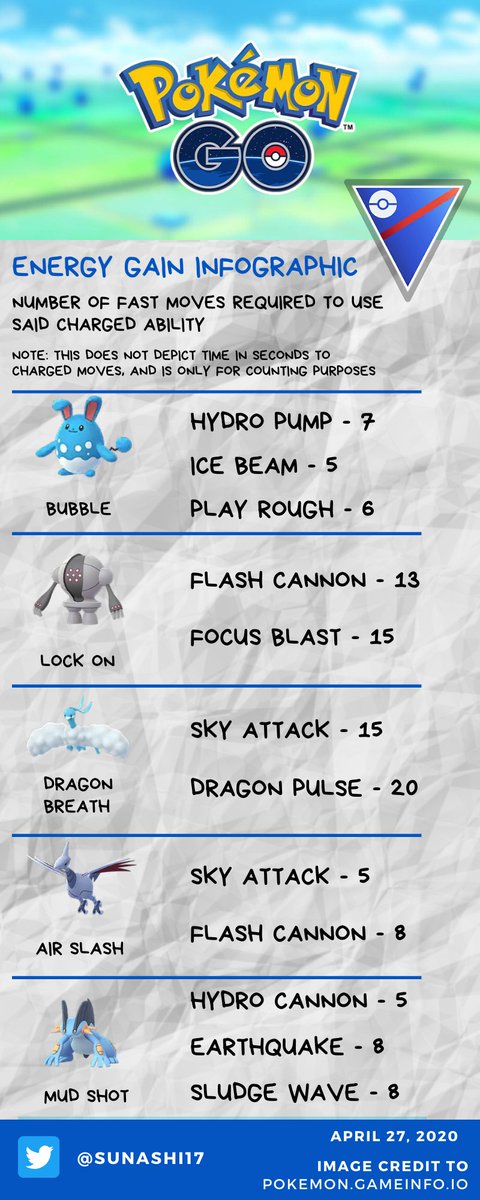 POKéMON
GO
TM
ENERGY GAIN INFOGRAPHIC
NUMBER OF FAST MOVES REQUIRED TO USE
SAID CHARGED ABILITY
NOTE: THIS DOES NOT DEPICT TIME IN SECONDS TO
CHARGED MOVES, AND IS ONLY FOR COUNTING PURPOSES
BUBBLE
HYDRO PUMP - 7
ICE BEAM - 5
PLAY ROUGH - 6
LOCK ON
FLASH CANNON - 13
FOCUS BLAST - 15
DRAGON
BREATH
SKY ATTACK - 15
DRAGON PULSE - 20
AIR SLASH
SKY ATTACK - 5
FLASH CANNON - 8
MUD SHOT
HYDRO CANNON - 5
EARTHQUAKE - 8
SLUDGE WAVE - 8
@SUNASHI17
APRIL 27, 2020
IMAGE CREDIT TO
POKEMON.GAMEINFO.IO